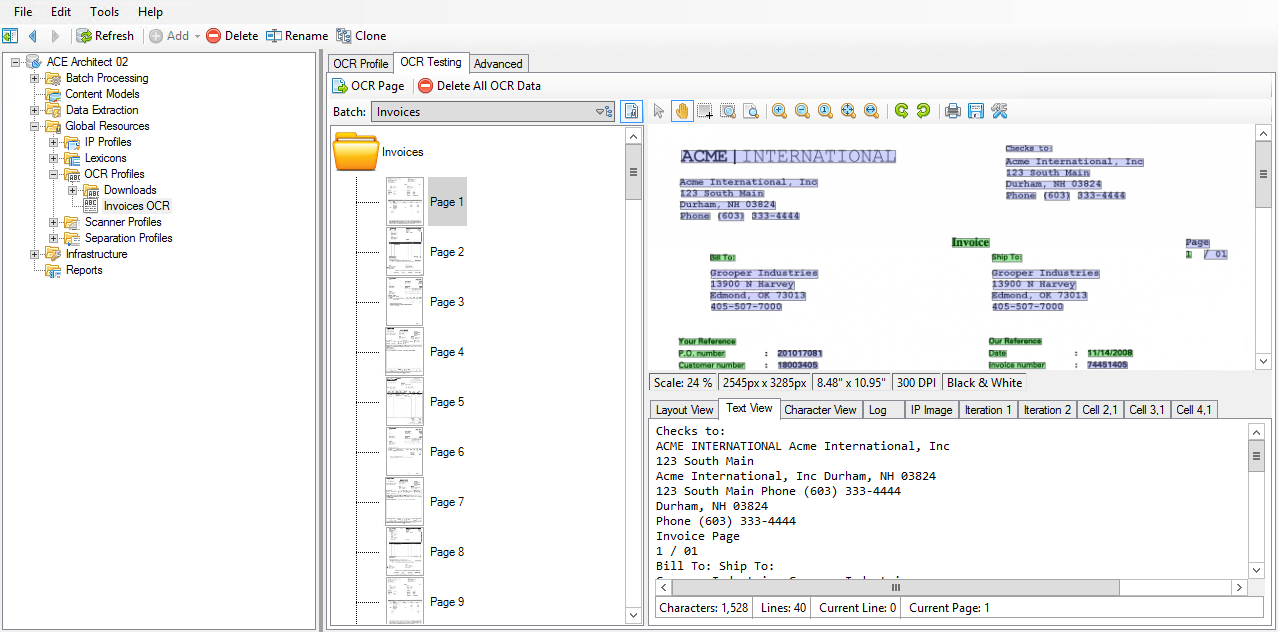 File Edit Tools Help
Refresh Add Delete Rename Clone
ACE Architect 02
Batch Processing
Content Models
Data Extraction
Global Resources
IP Profiles
Lexicons
OCR Profiles
Downloads
Invoices OCR
Scanner Profiles
Separation Profiles
Infrastructure
Reports
OCR Profile OCR Testing Advanced
OCR Page Delete All OCR Data
Batch: Invoices
Invoices
Page 1
Page 2
Page 3
Page 4
Page 5
Page 6
Page 7
Page 8
Page 9
ACME | INTERNATIONAL
Acme International, Inc
123 South Main
Durham, NH 03824
Phone (603) 333-4444
Checks to:
Acme International, Inc
123 South Main
Durham, NH 03824
Phone (603) 333-4444
Invoice
Page
1 / 01
Bill To:
Grooper Industries
13900 N Harvey
Edmond, OK 73013
405-507-7000
Ship To:
Grooper Industries
13900 N Harvey
Edmond, OK 73013
405-507-7000
Your Reference
P.O. number : 201017081
Customer number : 18003405
Our Reference
Date : 11/14/2008
Invoice number : 74451405
Scale: 24 % 2545px x 3285px 8.48" x 10.95" 300 DPI Black & White
Layout View Text View Character View Log IP Image Iteration 1 Iteration 2 Cell 2,1 Cell 3,1 Cell 4,1
Checks to:
ACME INTERNATIONAL Acme International, Inc
123 South Main
Acme International, Inc Durham, NH 03824
123 South Main Phone (603) 333-4444
Durham, NH 03824
Phone (603) 333-4444
Invoice Page
1 / 01
Bill To: Ship To:
Characters: 1,528 Lines: 40 Current Line: 0 Current Page: 1